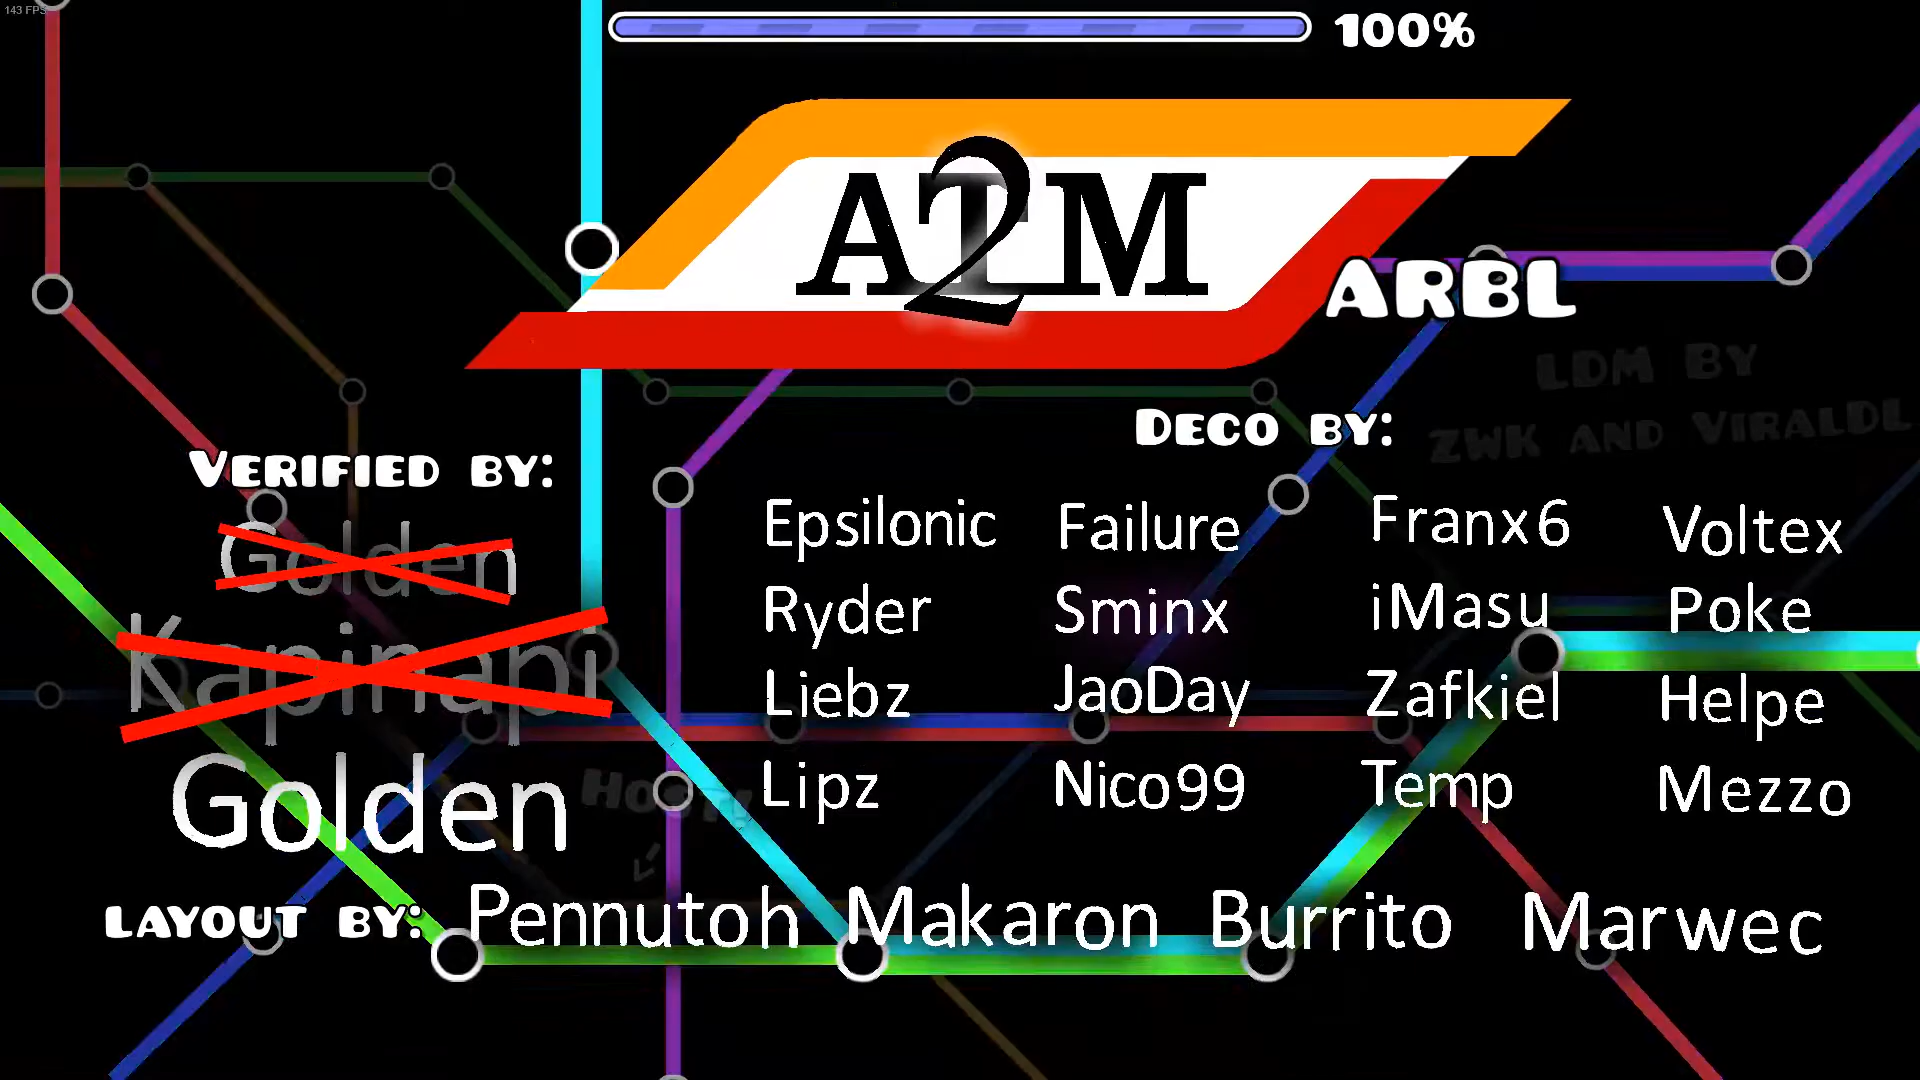 143 FPS
100%
A2TM
ARBL
LDM BY
ZWK AND VIRALDL
DECO BY:
VERIFIED BY:
Golden
Kapinapi
Golden
Epsilonic Failure Franx6 Voltex
Ryder Sminx iMasu Poke
Liebz JaoDay Zafkiel Helpe
Lipz Nico99 Temp Mezzo
HOST:
LAYOUT BY: Pennutoh Makaron Burrito Marwec